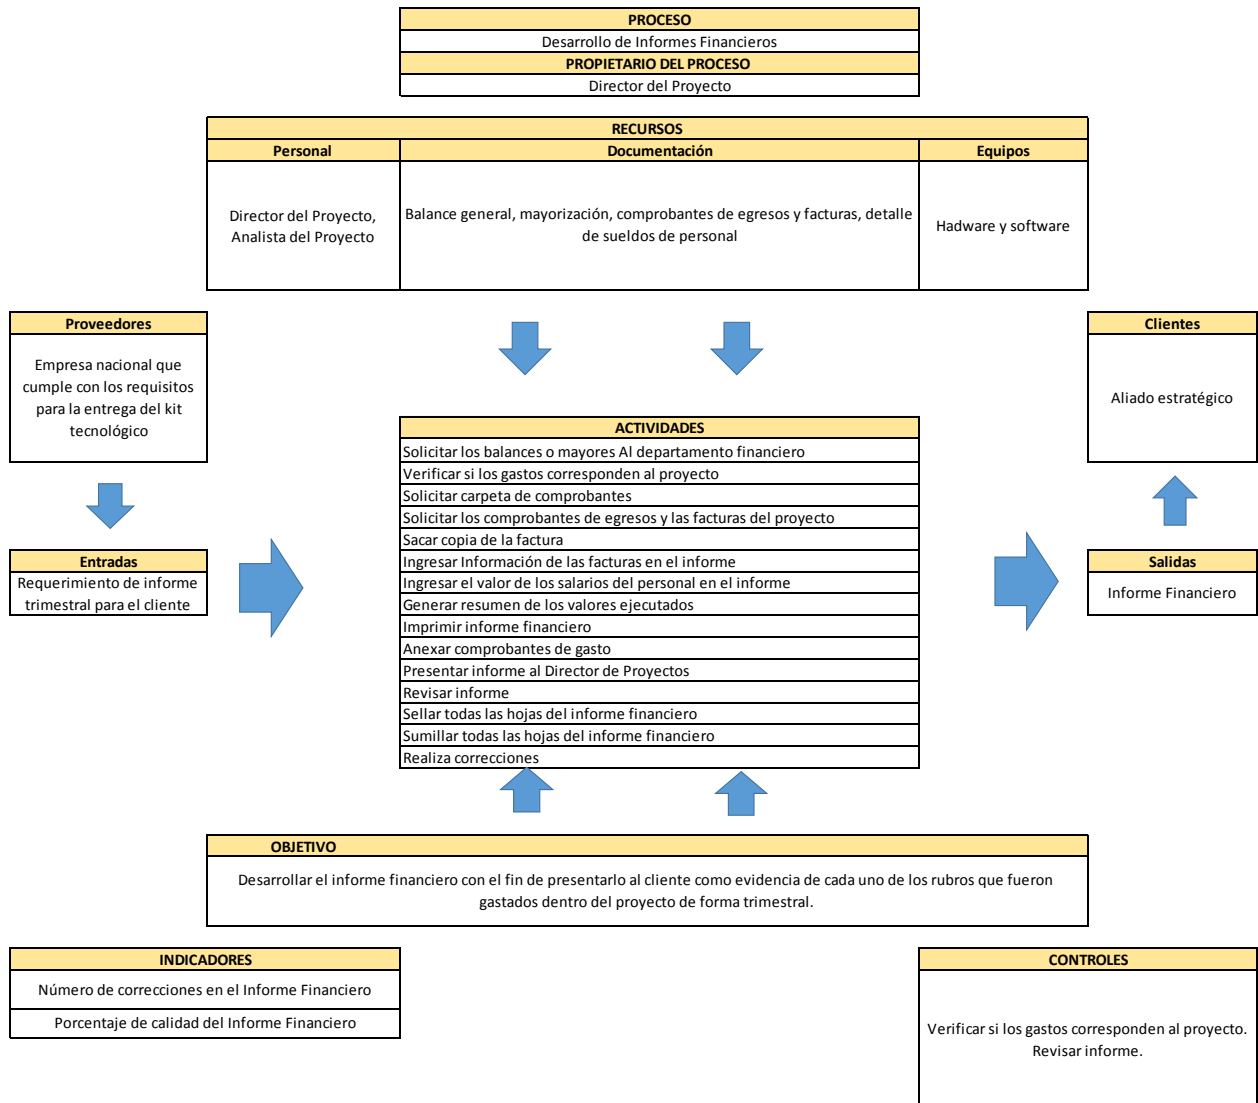 PROCESO
Desarrollo de Informes Financieros
PROPIETARIO DEL PROCESO
Director del Proyecto
RECURSOS
Personal
Documentación
Equipos
Director del Proyecto,
Analista del Proyecto
Balance general, mayorización, comprobantes de egresos y facturas, detalle
de sueldos de personal
Hadware y software
Proveedores
Empresa nacional que
cumple con los requisitos
para la entrega del kit
tecnológico
Clientes
Aliado estratégico
ACTIVIDADES
Solicitar los balances o mayores Al departamento financiero
Verificar si los gastos corresponden al proyecto
Solicitar carpeta de comprobantes
Solicitar los comprobantes de egresos y las facturas del proyecto
Sacar copia de la factura
Ingresar Información de las facturas en el informe
Ingresar el valor de los salarios del personal en el informe
Generar resumen de los valores ejecutados
Imprimir informe financiero
Anexar comprobantes de gasto
Presentar informe al Director de Proyectos
Revisar informe
Sellar todas las hojas del informe financiero
Sumillar todas las hojas del informe financiero
Realiza correcciones
Entradas
Requerimiento de informe
trimestral para el cliente
Salidas
Informe Financiero
OBJETIVO
Desarrollar el informe financiero con el fin de presentarlo al cliente como evidencia de cada uno de los rubros que fueron
gastados dentro del proyecto de forma trimestral.
INDICADORES
Número de correcciones en el Informe Financiero
Porcentaje de calidad del Informe Financiero
CONTROLES
Verificar si los gastos corresponden al proyecto.
Revisar informe.